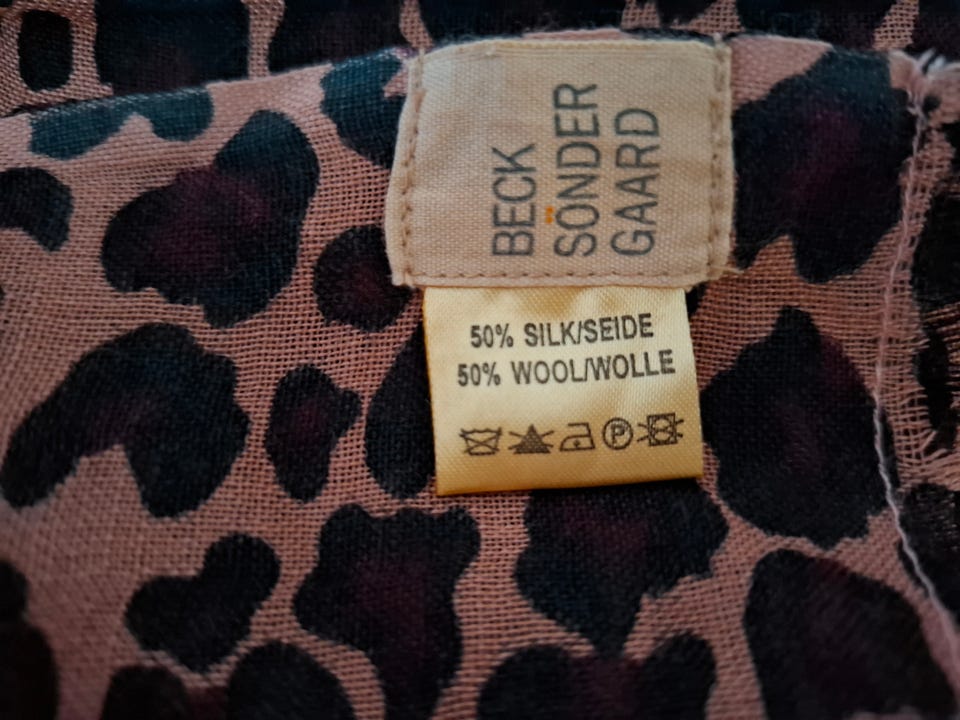 BECK
SÖNDER
GAARD
50% SILK/SEIDE
50% WOOL/WOLLE
P